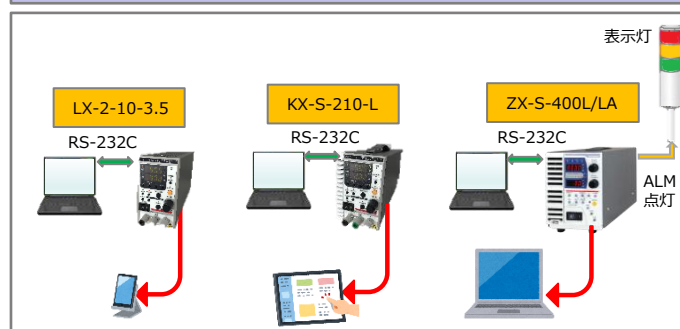 表示灯
LX-2-10-3.5
KX-S-210-L
ZX-S-400L/LA
RS-232C
RS-232C
RS-232C
ALM
点灯